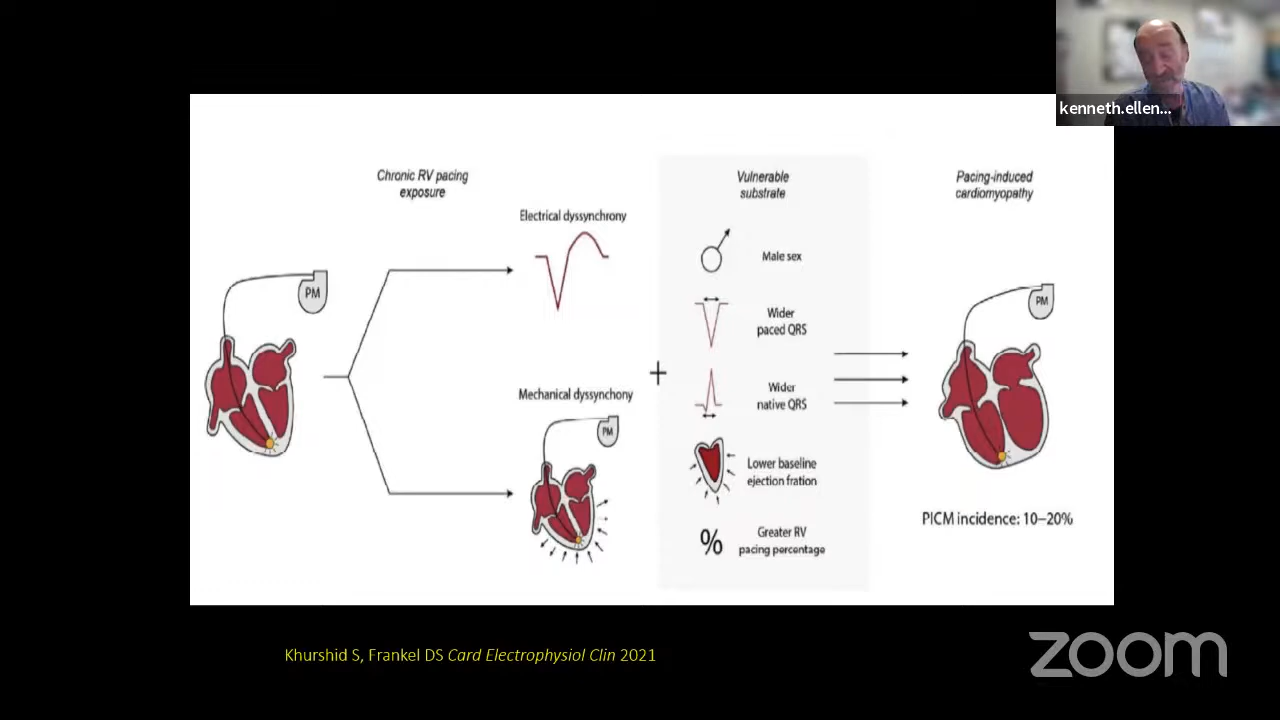 kenneth.ellen...
Chronic RV pacing
exposure
Electrical dyssynchrony
PM
Mechanical dyssynchony
PM
+
Vulnerable
substrate
Male sex
Wider
paced QRS
Wider
native QRS
Lower baseline
ejection fration
%
Greater RV
pacing percentage
Pacing-induced
cardiomyopathy
PM
PICM incidence: 10–20%
Khurshid S, Frankel DS Card Electrophysiol Clin 2021
zoom